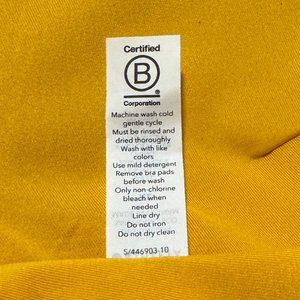 Certified
B
®
Corporation
Machine wash cold
gentle cycle
Must be rinsed and
dried thoroughly
Wash with like
colors
Use mild detergent
Remove bra pads
before wash
Only non-chlorine
bleach when
needed
Line dry
Do not iron
Do not dry clean
S/446903-10